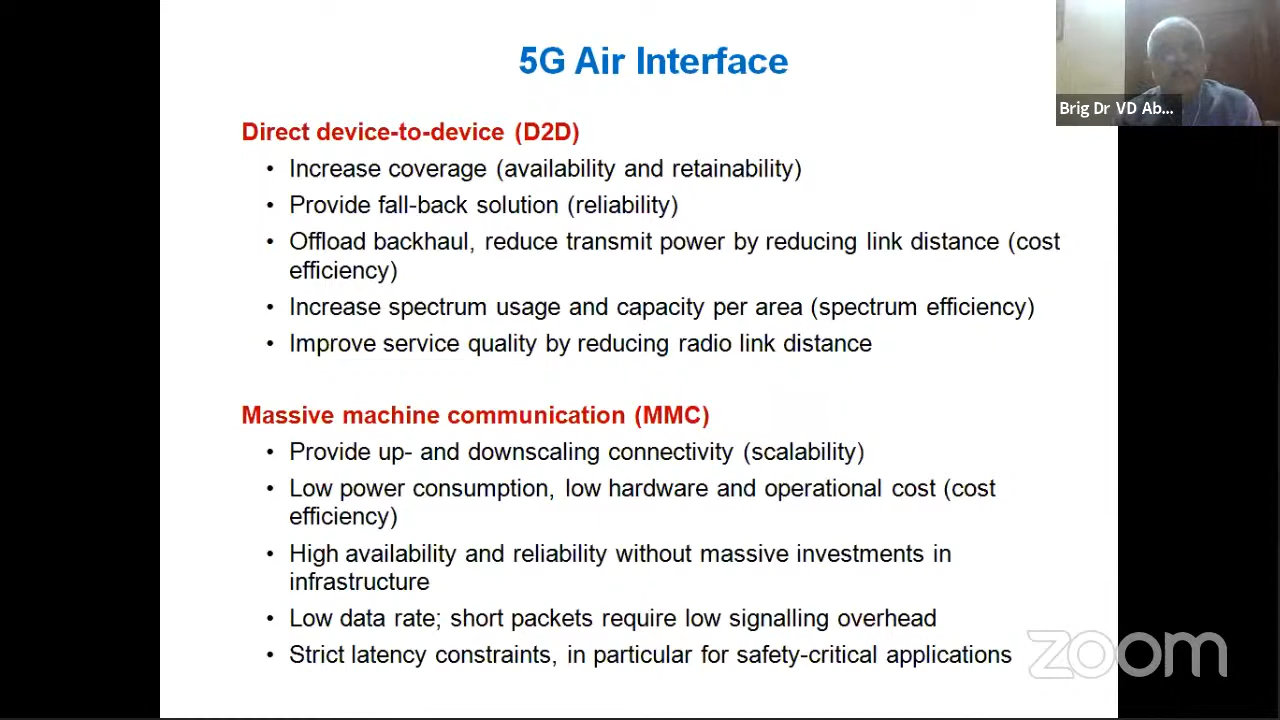 5G Air Interface
Brig Dr VD Ab...
Direct device-to-device (D2D)
• Increase coverage (availability and retainability)
• Provide fall-back solution (reliability)
• Offload backhaul, reduce transmit power by reducing link distance (cost
efficiency)
• Increase spectrum usage and capacity per area (spectrum efficiency)
• Improve service quality by reducing radio link distance
Massive machine communication (MMC)
• Provide up- and downscaling connectivity (scalability)
• Low power consumption, low hardware and operational cost (cost
efficiency)
• High availability and reliability without massive investments in
infrastructure
• Low data rate; short packets require low signalling overhead
• Strict latency constraints, in particular for safety-critical applications
zoom